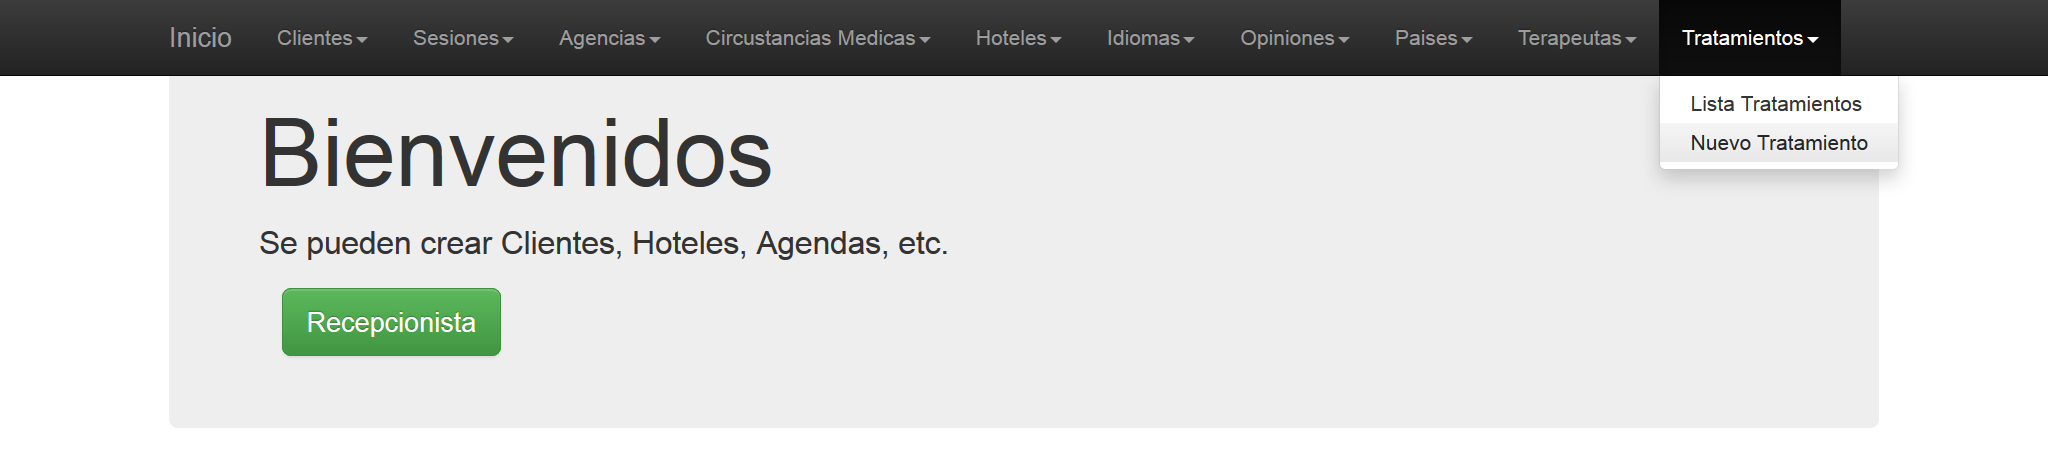 Inicio Clientes Sesiones Agencias Circustancias Medicas Hoteles Idiomas Opiniones Paises Terapeutas Tratamientos
Lista Tratamientos
Nuevo Tratamiento
Bienvenidos
Se pueden crear Clientes, Hoteles, Agendas, etc.
Recepcionista